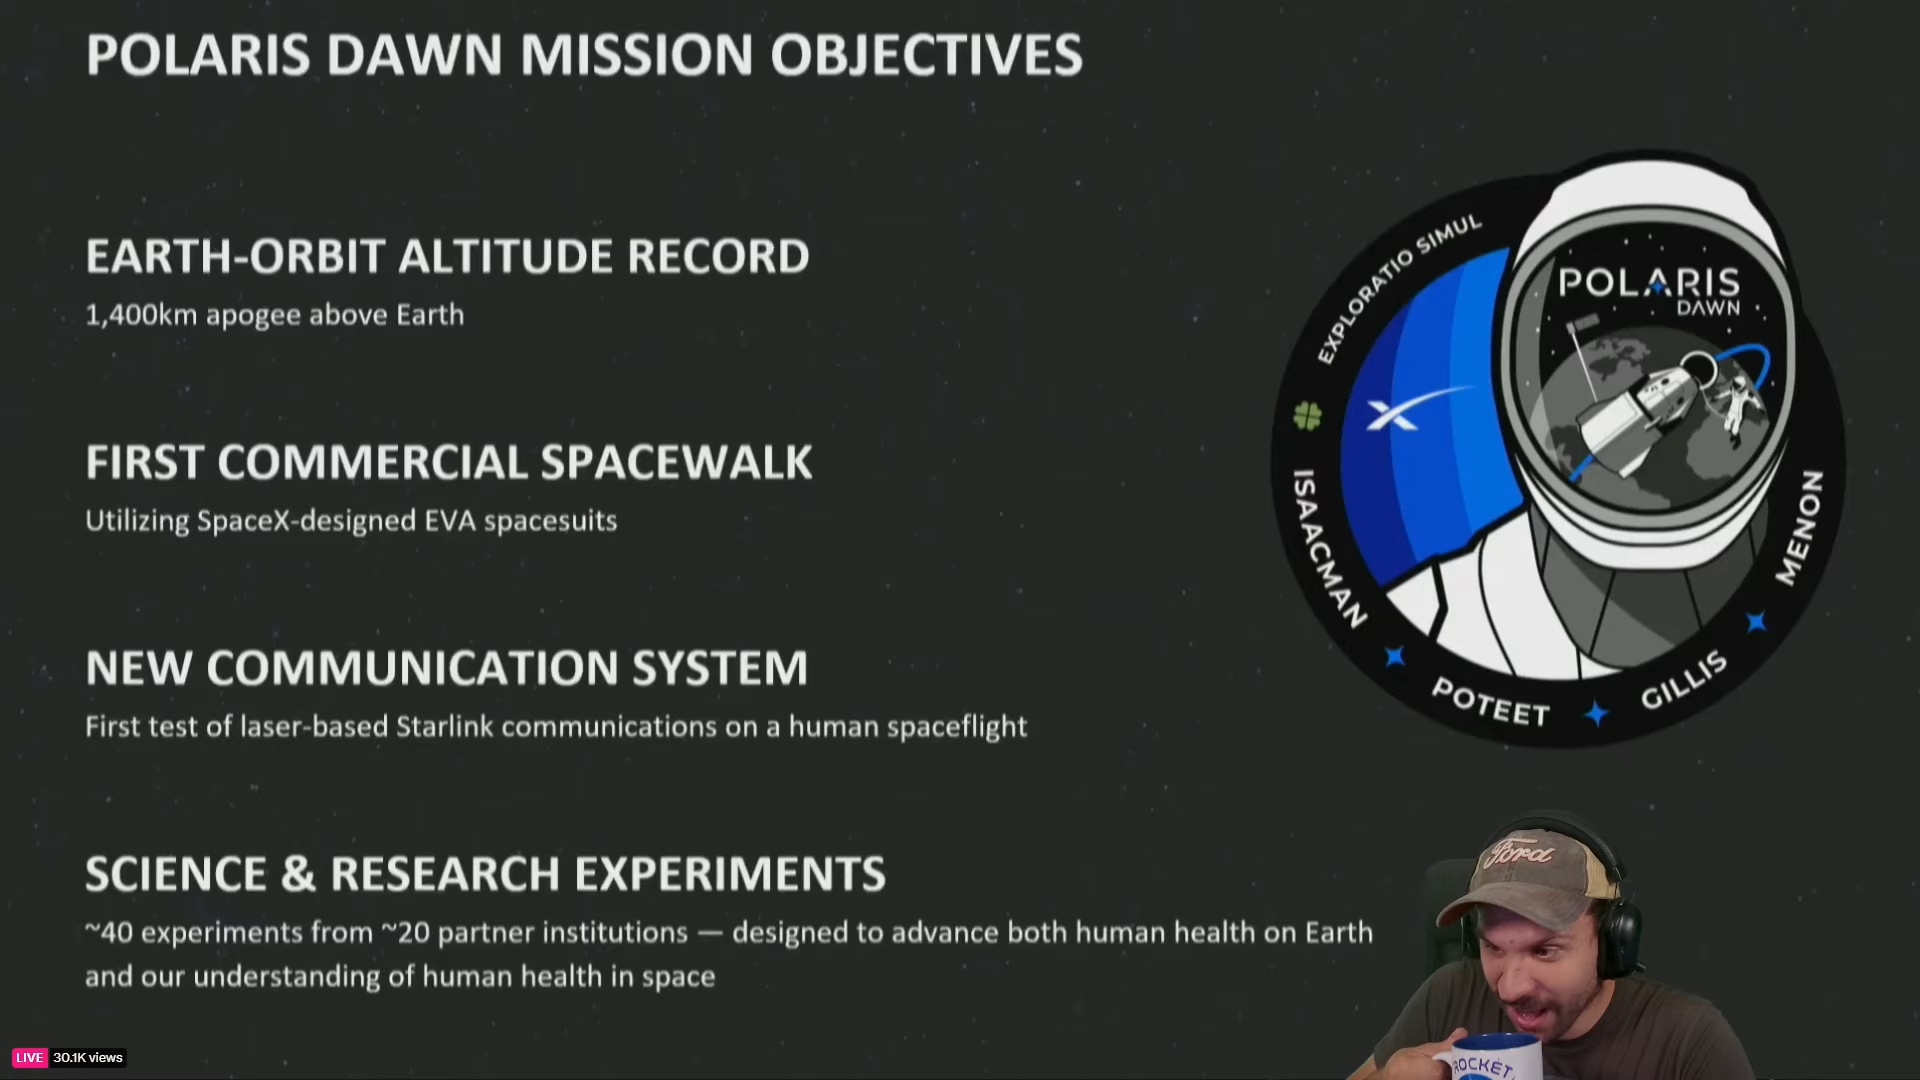 POLARIS DAWN MISSION OBJECTIVES
EARTH-ORBIT ALTITUDE RECORD
1,400km apogee above Earth
FIRST COMMERCIAL SPACEWALK
Utilizing SpaceX-designed EVA spacesuits
NEW COMMUNICATION SYSTEM
First test of laser-based Starlink communications on a human spaceflight
SCIENCE & RESEARCH EXPERIMENTS
~40 experiments from ~20 partner institutions — designed to advance both human health on Earth
and our understanding of human health in space
EXPLORATIO SIMUL
POLARIS
DAWN
X
ISAACMAN
POTEET
GILLIS
MENON
Ford
ROCKET
LIVE 30.1K views